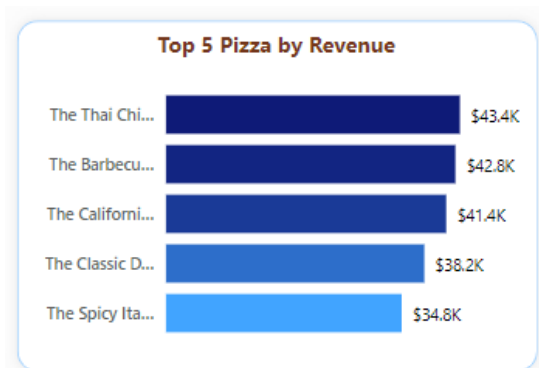 Top 5 Pizza by Revenue
The Thai Chi... $43.4K
The Barbecu... $42.8K
The Californi... $41.4K
The Classic D... $38.2K
The Spicy Ita... $34.8K